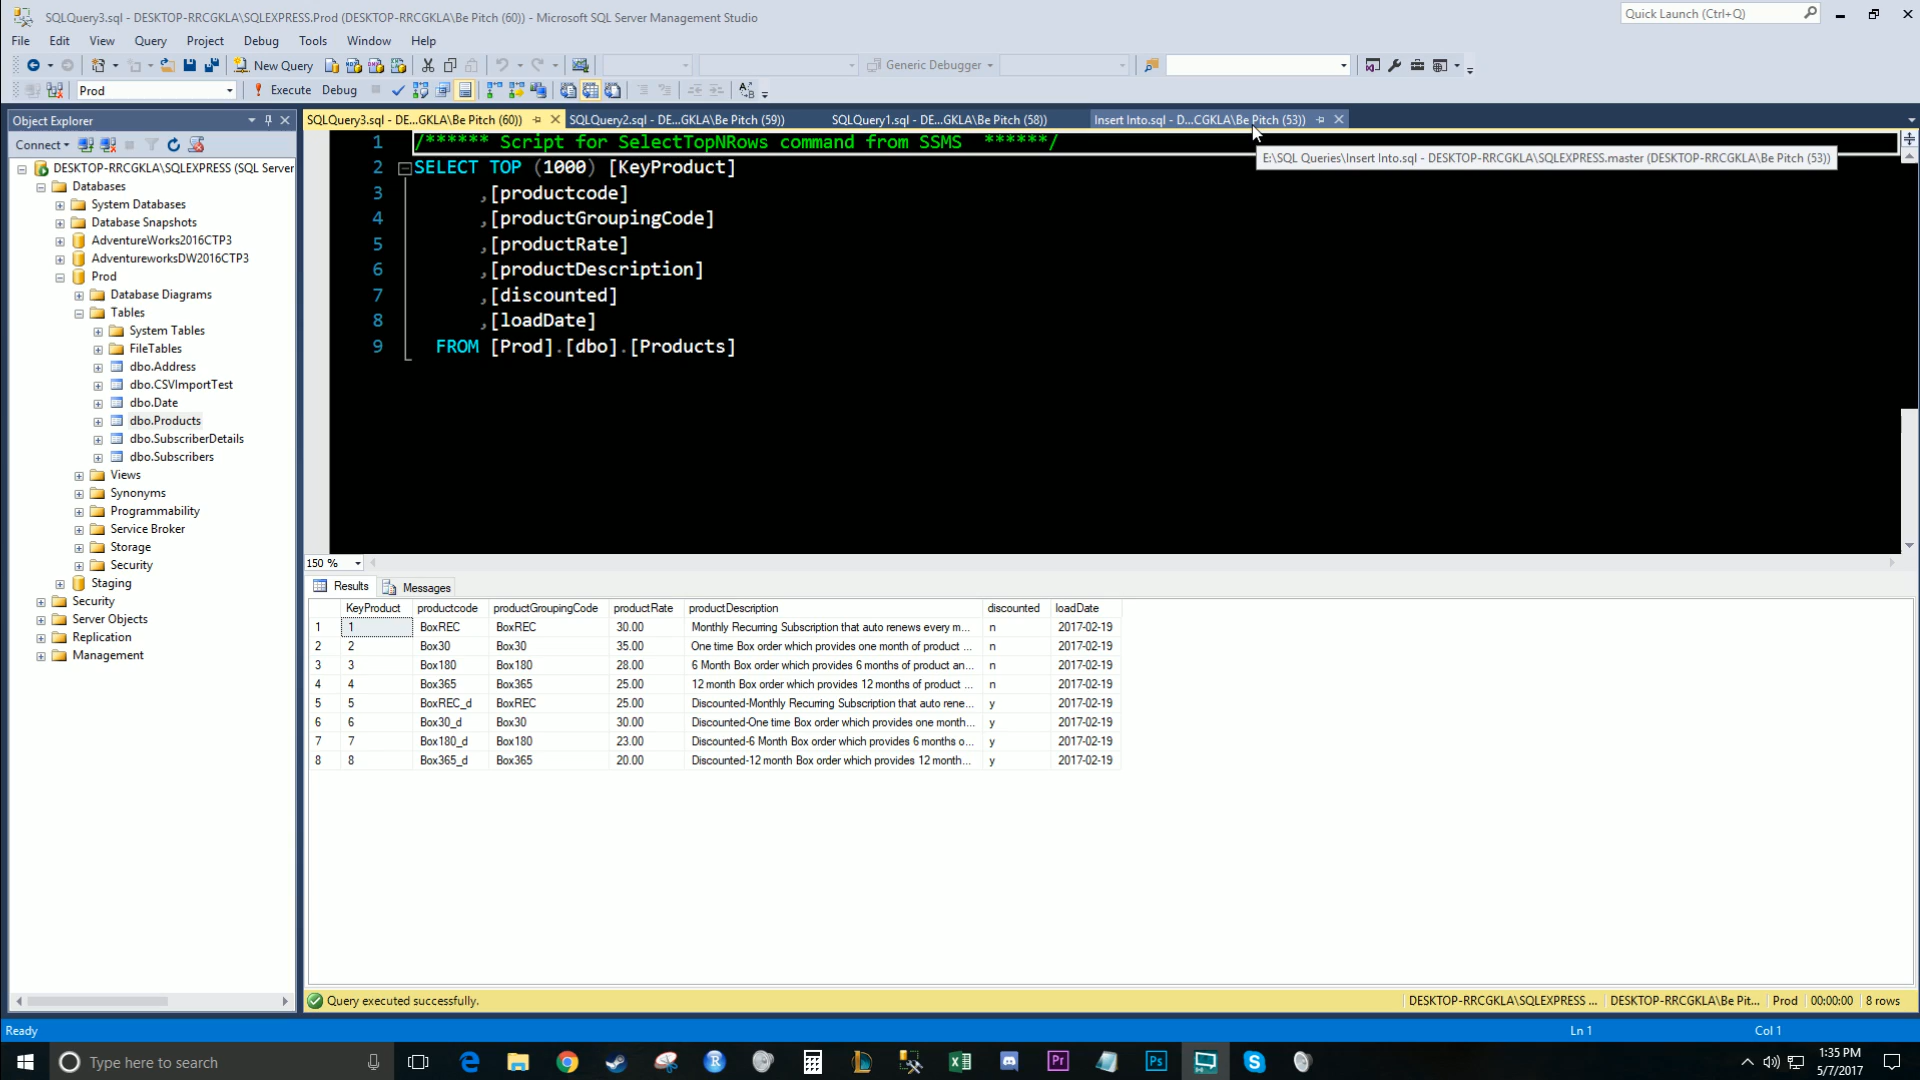 SQLQuery3.sql - DESKTOP-RRCGKLA\SQLEXPRESS.Prod (DESKTOP-RRCGKLA\Be Pitch (60)) - Microsoft SQL Server Management Studio
Quick Launch (Ctrl+Q)
File Edit View Query Project Debug Tools Window Help
New Query
Generic Debugger
Prod
Execute Debug
Object Explorer
SQLQuery3.sql - DE...GKLA\Be Pitch (60))
SQLQuery2.sql - DE...GKLA\Be Pitch (59))
SQLQuery1.sql - DE...GKLA\Be Pitch (58))
Insert Into.sql - D...CGKLA\Be Pitch (53))
E:\SQL Queries\Insert Into.sql - DESKTOP-RRCGKLA\SQLEXPRESS.master (DESKTOP-RRCGKLA\Be Pitch (53))
Connect
DESKTOP-RRCGKLA\SQLEXPRESS (SQL Server
Databases
System Databases
Database Snapshots
AdventureWorks2016CTP3
AdventureworksDW2016CTP3
Prod
Database Diagrams
Tables
System Tables
FileTables
dbo.Address
dbo.CSVImportTest
dbo.Date
dbo.Products
dbo.SubscriberDetails
dbo.Subscribers
Views
Synonyms
Programmability
Service Broker
Storage
Security
Staging
Security
Server Objects
Replication
Management
1 /****** Script for SelectTopNRows command from SSMS ******/
2 SELECT TOP (1000) [KeyProduct]
3 ,[productcode]
4 ,[productGroupingCode]
5 ,[productRate]
6 ,[productDescription]
7 ,[discounted]
8 ,[loadDate]
9 FROM [Prod].[dbo].[Products]
150 %
Results Messages
KeyProduct productcode productGroupingCode productRate productDescription discounted loadDate
1 1 BoxREC BoxREC 30.00 Monthly Recurring Subscription that auto renews every m... n 2017-02-19
2 2 Box30 Box30 35.00 One time Box order which provides one month of product ... n 2017-02-19
3 3 Box180 Box180 28.00 6 Month Box order which provides 6 months of product an... n 2017-02-19
4 4 Box365 Box365 25.00 12 month Box order which provides 12 months of product ... n 2017-02-19
5 5 BoxREC_d BoxREC 25.00 Discounted-Monthly Recurring Subscription that auto rene... y 2017-02-19
6 6 Box30_d Box30 30.00 Discounted-One time Box order which provides one month... y 2017-02-19
7 7 Box180_d Box180 23.00 Discounted-6 Month Box order which provides 6 months o... y 2017-02-19
8 8 Box365_d Box365 20.00 Discounted-12 month Box order which provides 12 month... y 2017-02-19
Query executed successfully.
DESKTOP-RRCGKLA\SQLEXPRESS ... DESKTOP-RRCGKLA\Be Pit... Prod 00:00:00 8 rows
Ready
Ln 1
Col 1
Type here to search
1:35 PM
5/7/2017